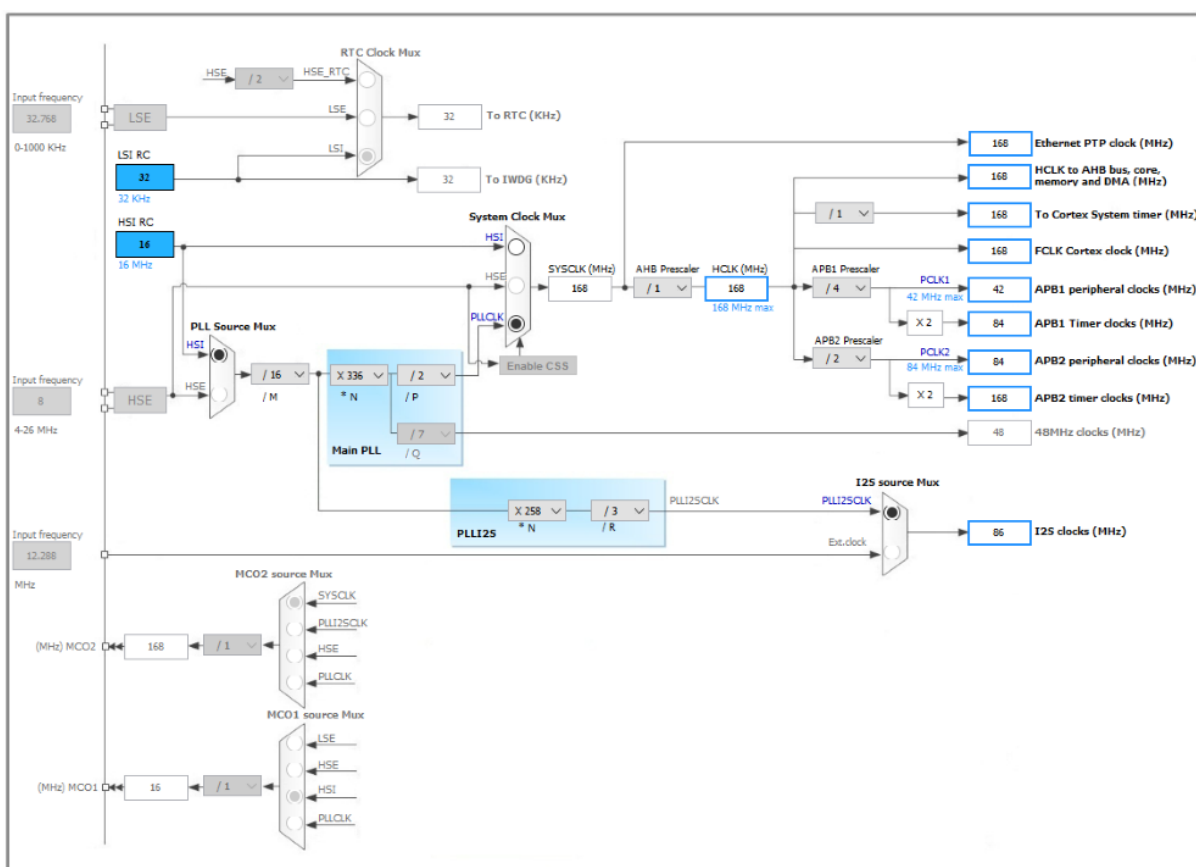 RTC Clock Mux
HSE
/ 2
HSE_RTC
Input frequency
32.768
0-1000 KHz
LSE
LSE
32
To RTC (KHz)
LSI RC
32
32 KHz
LSI
32
To IWDG (KHz)
HSI RC
16
16 MHz
System Clock Mux
HSI
HSE
PLLCLK
SYSCLK (MHz)
168
AHB Prescaler
/ 1
HCLK (MHz)
168
168 MHz max
Enable CSS
168
Ethernet PTP clock (MHz)
168
HCLK to AHB bus, core,
memory and DMA (MHz)
/ 1
168
To Cortex System timer (MHz)
168
FCLK Cortex clock (MHz)
APB1 Prescaler
/ 4
PCLK1
42 MHz max
42
APB1 peripheral clocks (MHz)
X 2
84
APB1 Timer clocks (MHz)
APB2 Prescaler
/ 2
PCLK2
84 MHz max
84
APB2 peripheral clocks (MHz)
X 2
168
APB2 timer clocks (MHz)
48
48MHz clocks (MHz)
PLL Source Mux
HSI
HSE
Input frequency
8
4-26 MHz
HSE
/ 16
/ M
X 336
* N
/ 2
/ P
/ 7
/ Q
Main PLL
X 258
* N
/ 3
/ R
PLLI2S
PLLI2SCLK
I2S source Mux
PLLI2SCLK
Ext.clock
86
I2S clocks (MHz)
Input frequency
12.288
MHz
MCO2 source Mux
SYSCLK
PLLI2SCLK
HSE
PLLCLK
(MHz) MCO2
168
/ 1
MCO1 source Mux
LSE
HSE
HSI
PLLCLK
(MHz) MCO1
16
/ 1